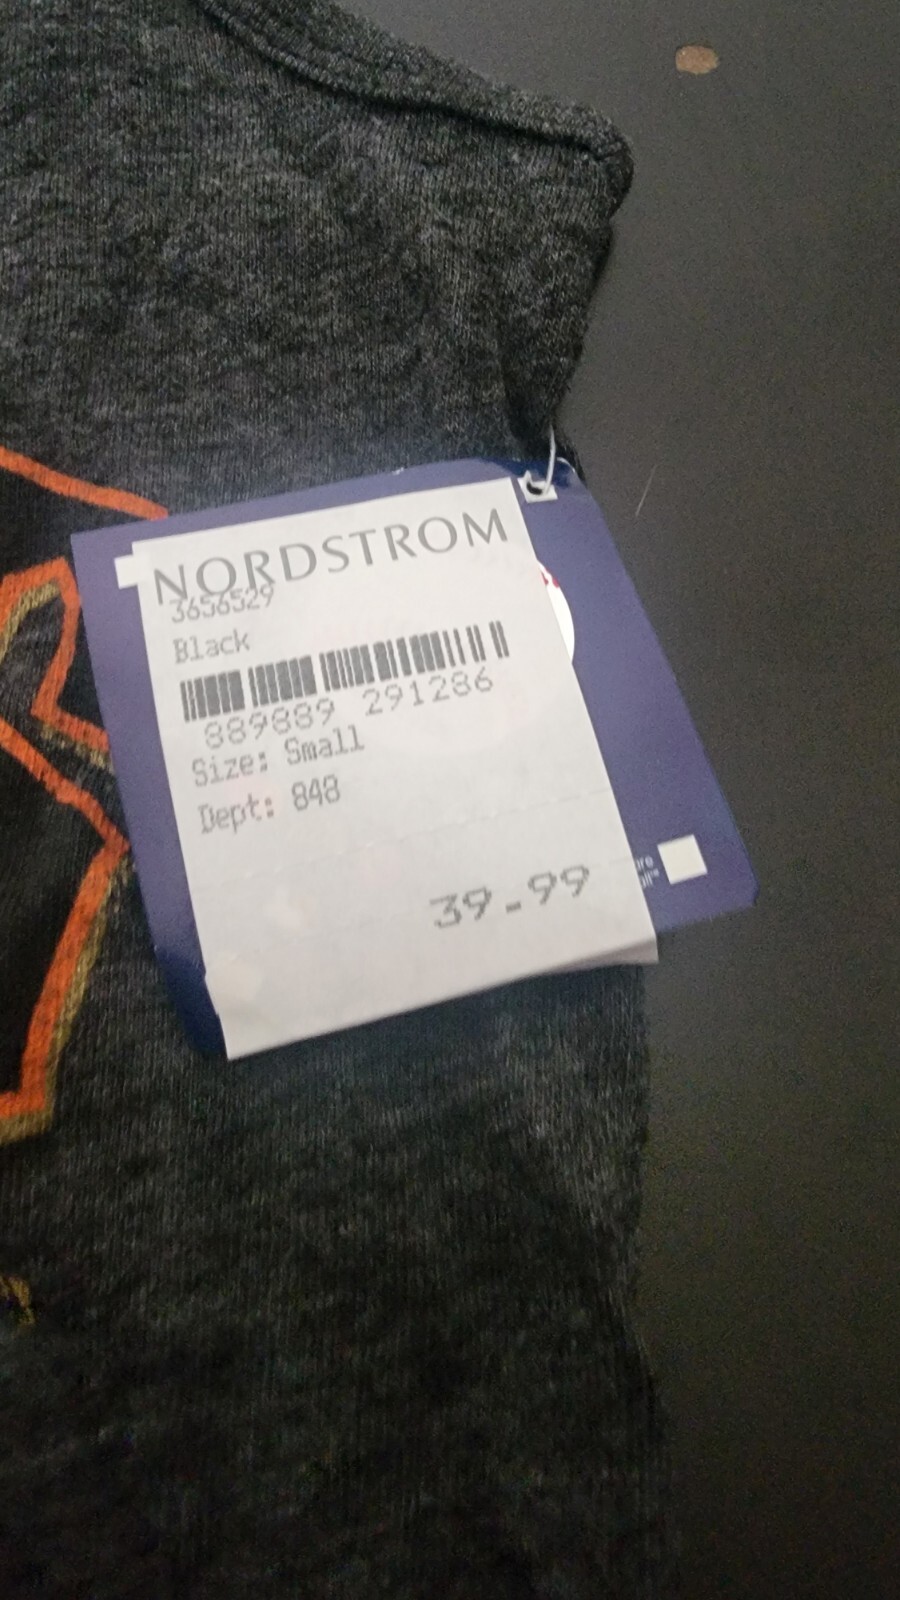 NORDSTROM
3656529
Black
889889 291286
Size: Small
Dept: 848
39.99